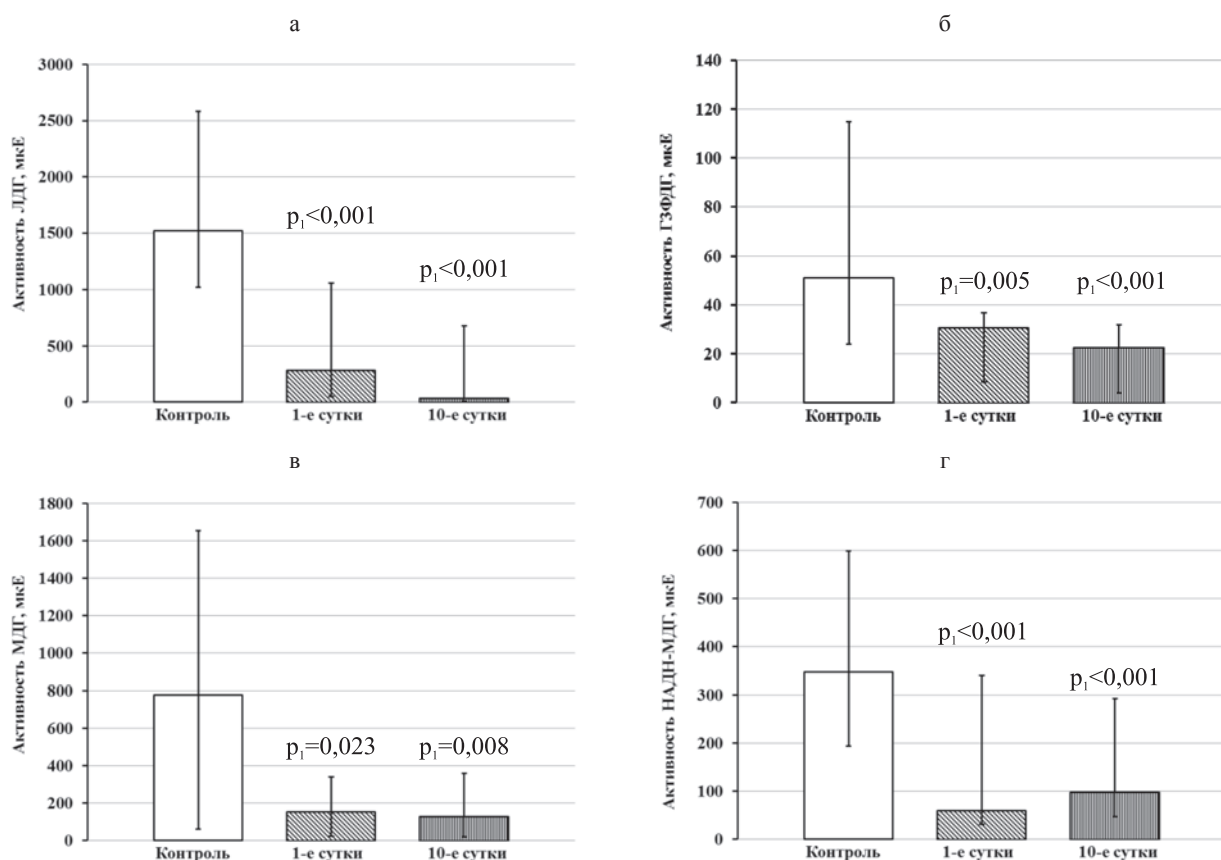 а
3000
2500
2000
1500
1000
500
0
Активность ЛДГ, мкЕ
p₁<0,001
p₁<0,001
Контроль 1-е сутки 10-е сутки
б
140
120
100
80
60
40
20
0
Активность Г3ФДГ, мкЕ
p₁=0,005
p₁<0,001
Контроль 1-е сутки 10-е сутки
в
1800
1600
1400
1200
1000
800
600
400
200
0
Активность МДГ, мкЕ
p₁=0,023
p₁=0,008
Контроль 1-е сутки 10-е сутки
г
700
600
500
400
300
200
100
0
Активность НАДН-МДГ, мкЕ
p₁<0,001
p₁<0,001
Контроль 1-е сутки 10-е сутки